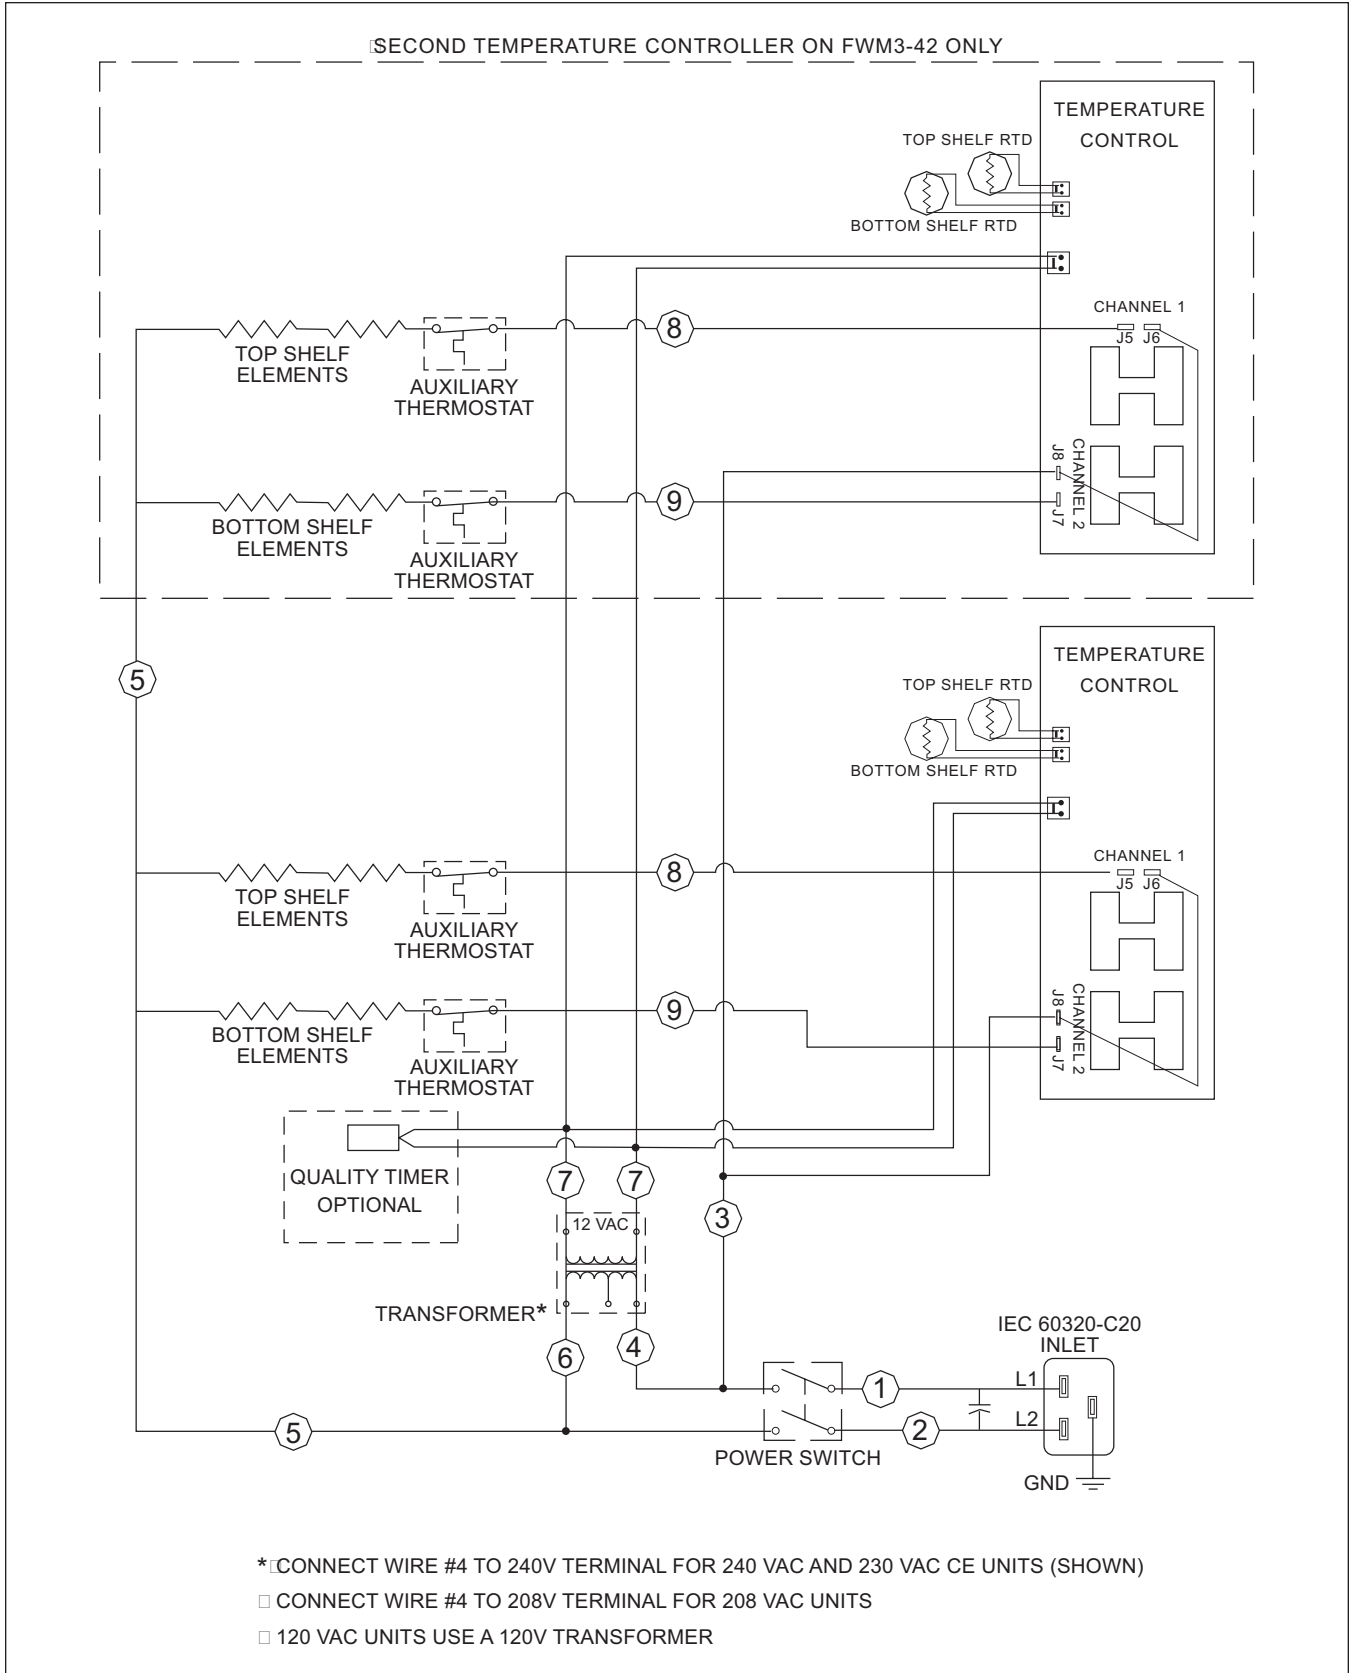 SECOND TEMPERATURE CONTROLLER ON FWM3-42 ONLY
TEMPERATURE
CONTROL
TOP SHELF RTD
BOTTOM SHELF RTD
CHANNEL 1
J5 J6
8
TOP SHELF
ELEMENTS
AUXILIARY
THERMOSTAT
J8
CHANNEL 2
J7
9
BOTTOM SHELF
ELEMENTS
AUXILIARY
THERMOSTAT
5
TEMPERATURE
CONTROL
TOP SHELF RTD
BOTTOM SHELF RTD
CHANNEL 1
J5 J6
8
TOP SHELF
ELEMENTS
AUXILIARY
THERMOSTAT
J8
CHANNEL 2
J7
9
BOTTOM SHELF
ELEMENTS
AUXILIARY
THERMOSTAT
QUALITY TIMER
OPTIONAL
7
7
3
12 VAC
TRANSFORMER*
6
4
IEC 60320-C20
INLET
L1
1
L2
2
5
POWER SWITCH
GND
* CONNECT WIRE #4 TO 240V TERMINAL FOR 240 VAC AND 230 VAC CE UNITS (SHOWN)
CONNECT WIRE #4 TO 208V TERMINAL FOR 208 VAC UNITS
120 VAC UNITS USE A 120V TRANSFORMER